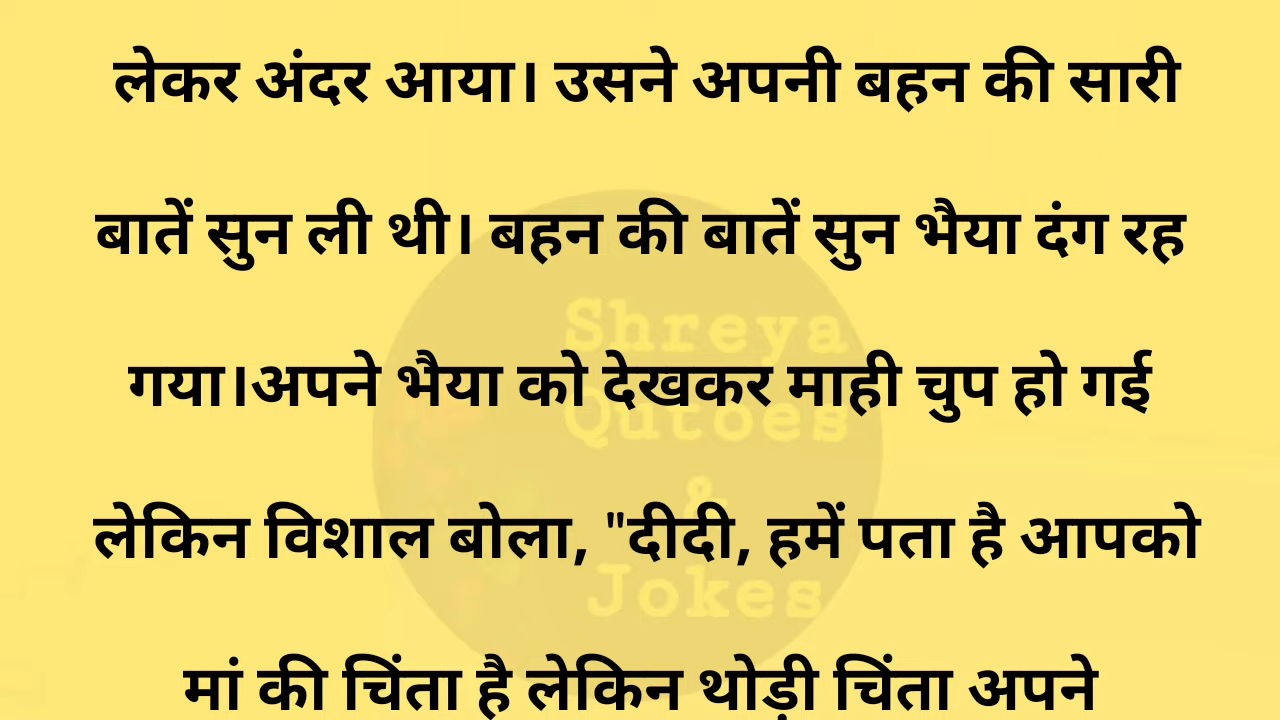 लेकर अंदर आया। उसने अपनी बहन की सारी
बातें सुन ली थी। बहन की बातें सुन भैया दंग रह
गया।अपने भैया को देखकर माही चुप हो गई
लेकिन विशाल बोला, "दीदी, हमें पता है आपको
मां की चिंता है लेकिन थोड़ी चिंता अपने
Shreya
Qutoes
&
Jokes